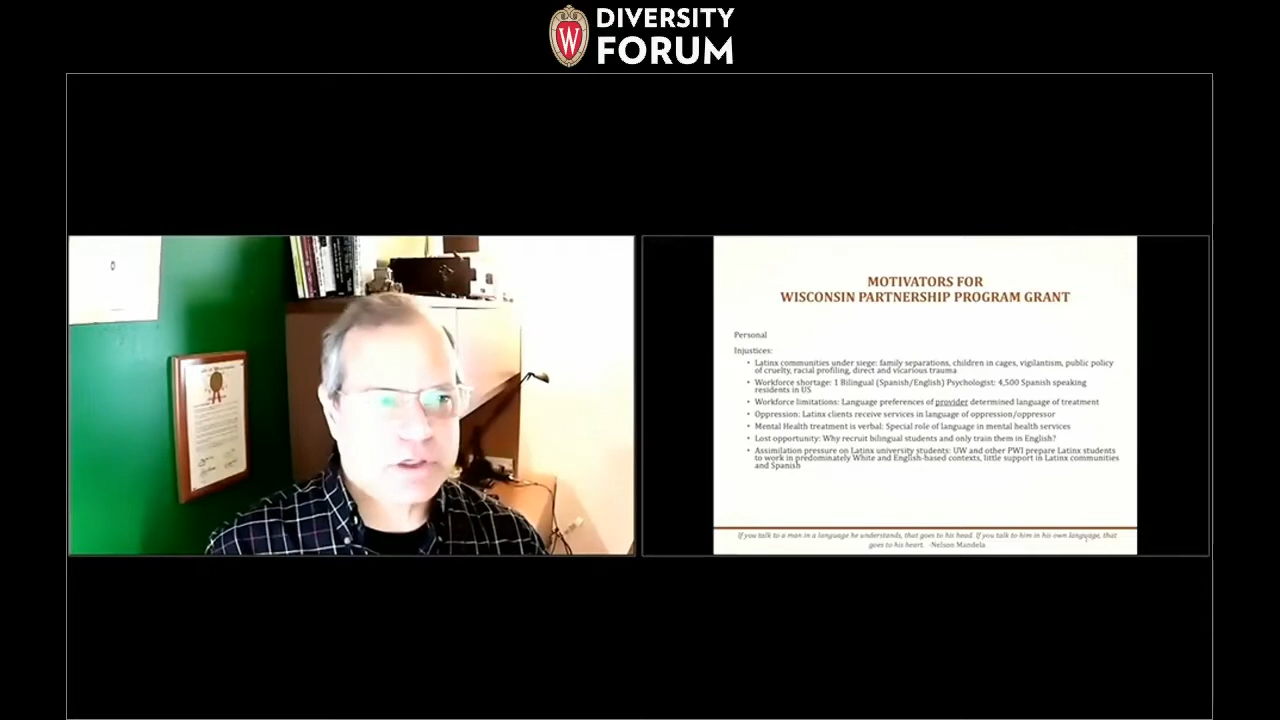 DIVERSITY
FORUM
W
MOTIVATORS FOR
WISCONSIN PARTNERSHIP PROGRAM GRANT
Personal
Injustices:
• Latinx communities under siege: family separations, children in cages, vigilantism, public policy
of cruelty, racial profiling, direct and vicarious trauma
• Workforce shortage: 1 Bilingual (Spanish/English) Psychologist: 4,500 Spanish speaking
residents in US
• Workforce limitations: Language preferences of provider determined language of treatment
• Oppression: Latinx clients receive services in language of oppression/oppressor
• Mental Health treatment is verbal: Special role of language in mental health services
• Lost opportunity: Why recruit bilingual students and only train them in English?
• Assimilation pressure on Latinx university students: UW and other PWI prepare Latinx students
to work in predominately White and English-based contexts, little support in Latinx communities
and Spanish
If you talk to a man in a language he understands, that goes to his head. If you talk to him in his own language, that
goes to his heart. -Nelson Mandela